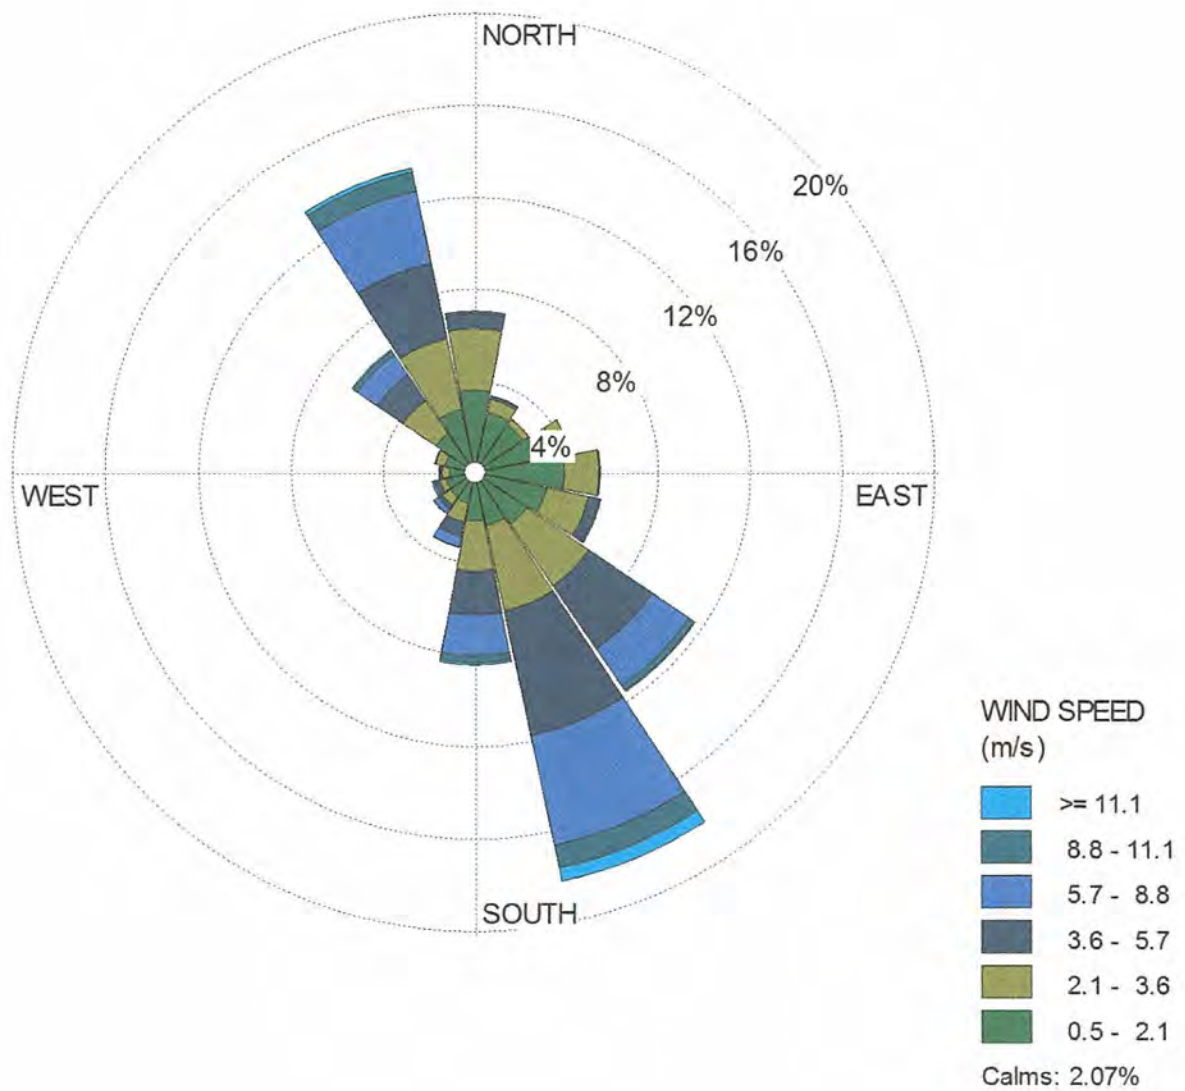 NORTH
20%
16%
12%
8%
4%
WEST
EAST
SOUTH
WIND SPEED
(m/s)
>= 11.1
8.8 - 11.1
5.7 - 8.8
3.6 - 5.7
2.1 - 3.6
0.5 - 2.1
Calms: 2.07%